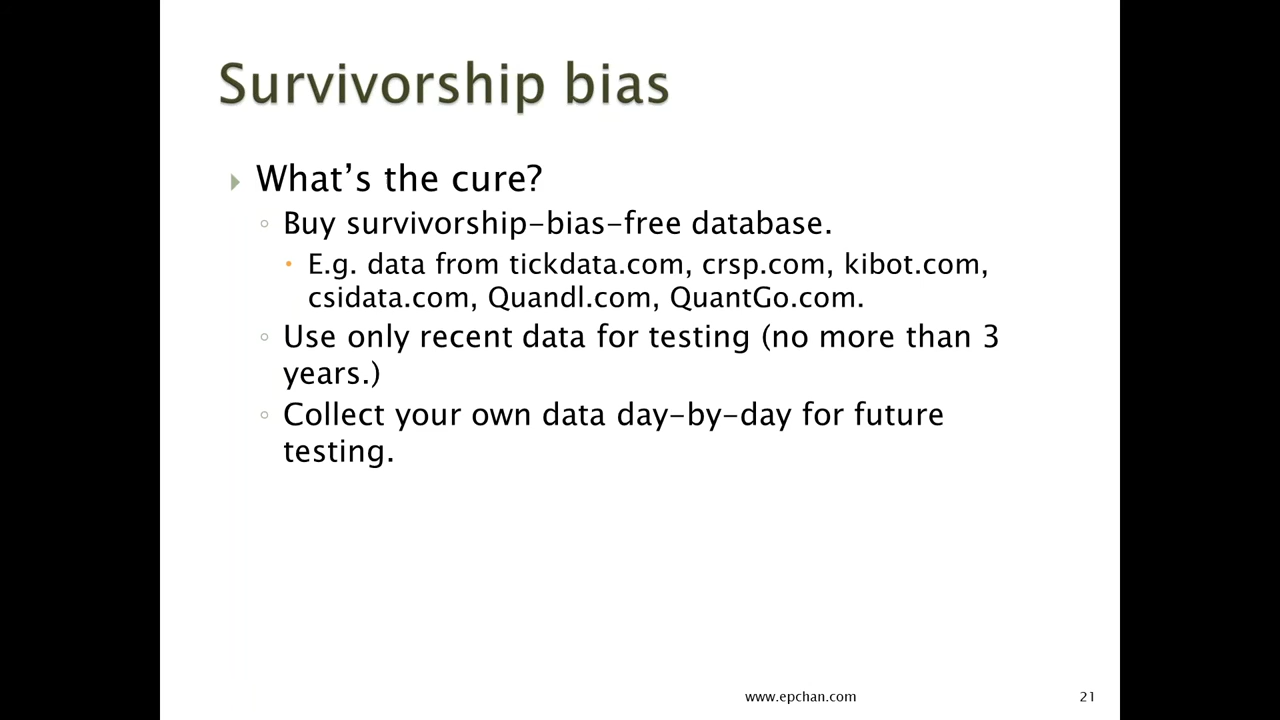 Survivorship bias
What’s the cure?
Buy survivorship-bias-free database.
E.g. data from tickdata.com, crsp.com, kibot.com,
csidata.com, Quandl.com, QuantGo.com.
Use only recent data for testing (no more than 3
years.)
Collect your own data day-by-day for future
testing.
www.epchan.com
21